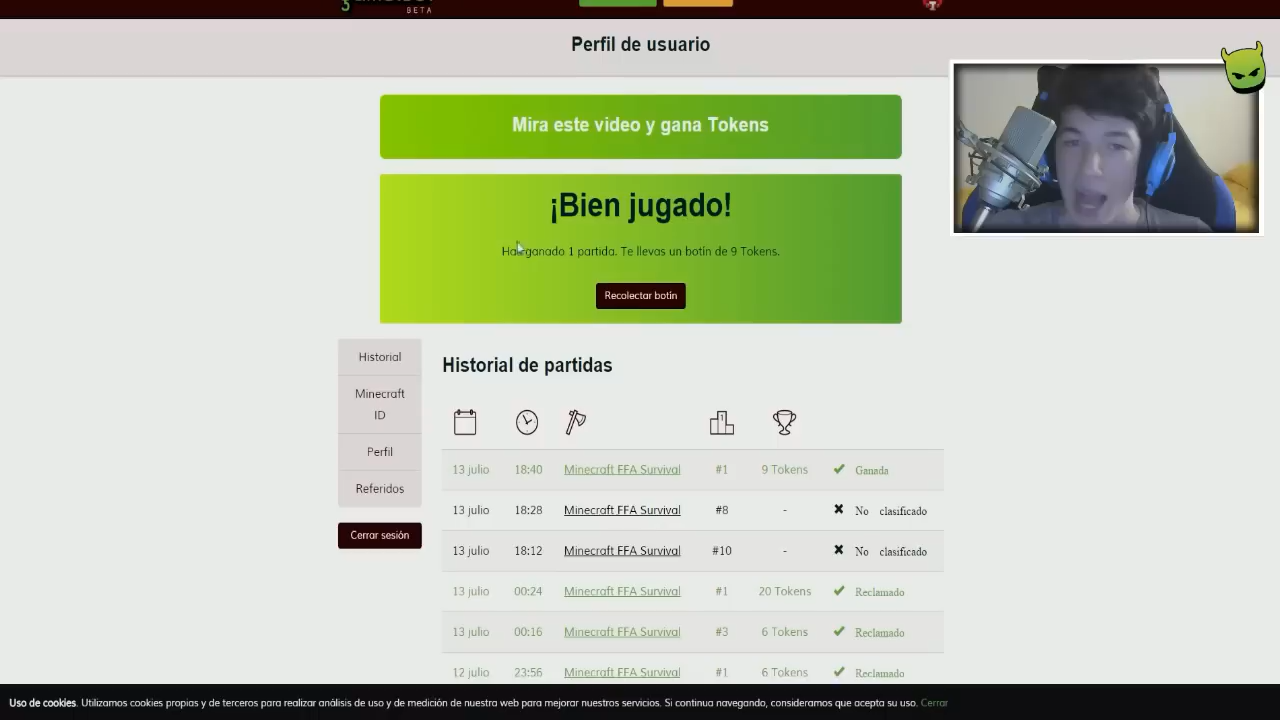 BETA
Perfil de usuario
Mira este video y gana Tokens
¡Bien jugado!
Has ganado 1 partida. Te llevas un botín de 9 Tokens.
Recolectar botín
Historial
Minecraft
ID
Perfil
Referidos
Cerrar sesión
Historial de partidas
1
13 julio 18:40 Minecraft FFA Survival #1 9 Tokens ✔ Ganada
13 julio 18:28 Minecraft FFA Survival #8 - ✖ No clasificado
13 julio 18:12 Minecraft FFA Survival #10 - ✖ No clasificado
13 julio 00:24 Minecraft FFA Survival #1 20 Tokens ✔ Reclamado
13 julio 00:16 Minecraft FFA Survival #3 6 Tokens ✔ Reclamado
12 julio 23:56 Minecraft FFA Survival #1 6 Tokens ✔ Reclamado
Uso de cookies. Utilizamos cookies propias y de terceros para realizar análisis de uso y de medición de nuestra web para mejorar nuestros servicios. Si continua navegando, consideramos que acepta su uso. Cerrar